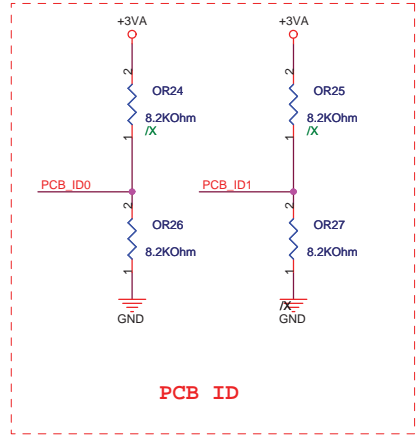 +3VA +3VA
2 2
OR24 OR25
8.2KOhm 8.2KOhm
/X /X
1 1
PCB_ID0 PCB_ID1
2 2
OR26 OR27
8.2KOhm 8.2KOhm
1 1
/X
GND GND
PCB ID